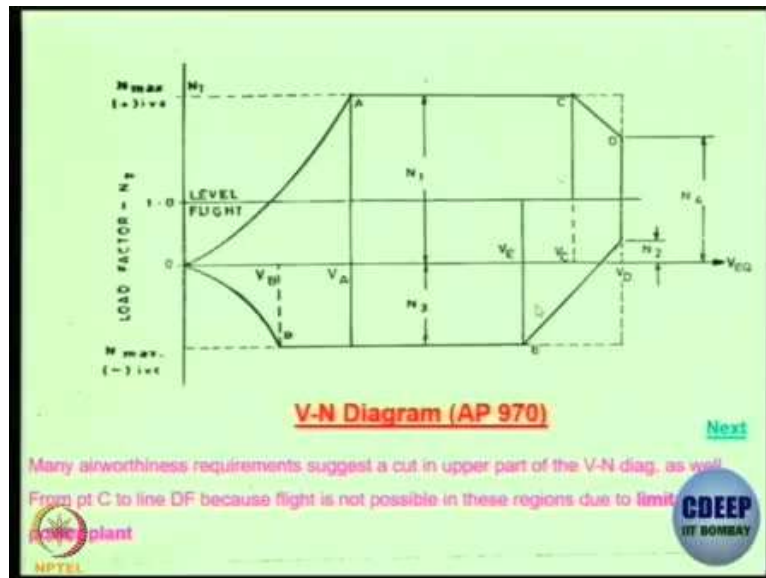 N max
(+)ive
N1
A
C
D
N1
N4
LOAD FACTOR - NZ
1·0
LEVEL
FLIGHT
0
VB
VA
VE
VC
N2
VD
VEQ
N3
B
E
N max.
(-) ive
V-N Diagram (AP 970)
Next
Many airworthiness requirements suggest a cut in upper part of the V-N diag. as well
From pt C to line DF because flight is not possible in these regions due to
plant
CDEEP
IIT BOMBAY
NPTEL